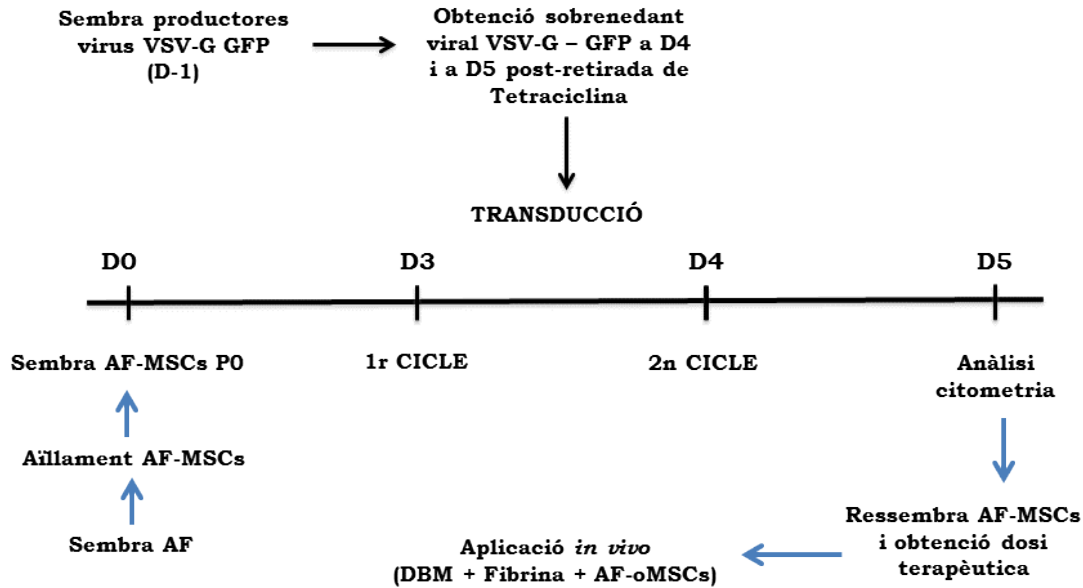 Sembra productores
virus VSV-G GFP
(D-1)
Obtenció sobrenedant
viral VSV-G – GFP a D4
i a D5 post-retirada de
Tetraciclina
TRANSDUCCIÓ
D0
D3
D4
D5
Sembra AF-MSCs P0
1r CICLE
2n CICLE
Anàlisi
citometria
Aïllament AF-MSCs
Sembra AF
Ressembra AF-MSCs
i obtenció dosi
terapèutica
Aplicació in vivo
(DBM + Fibrina + AF-oMSCs)